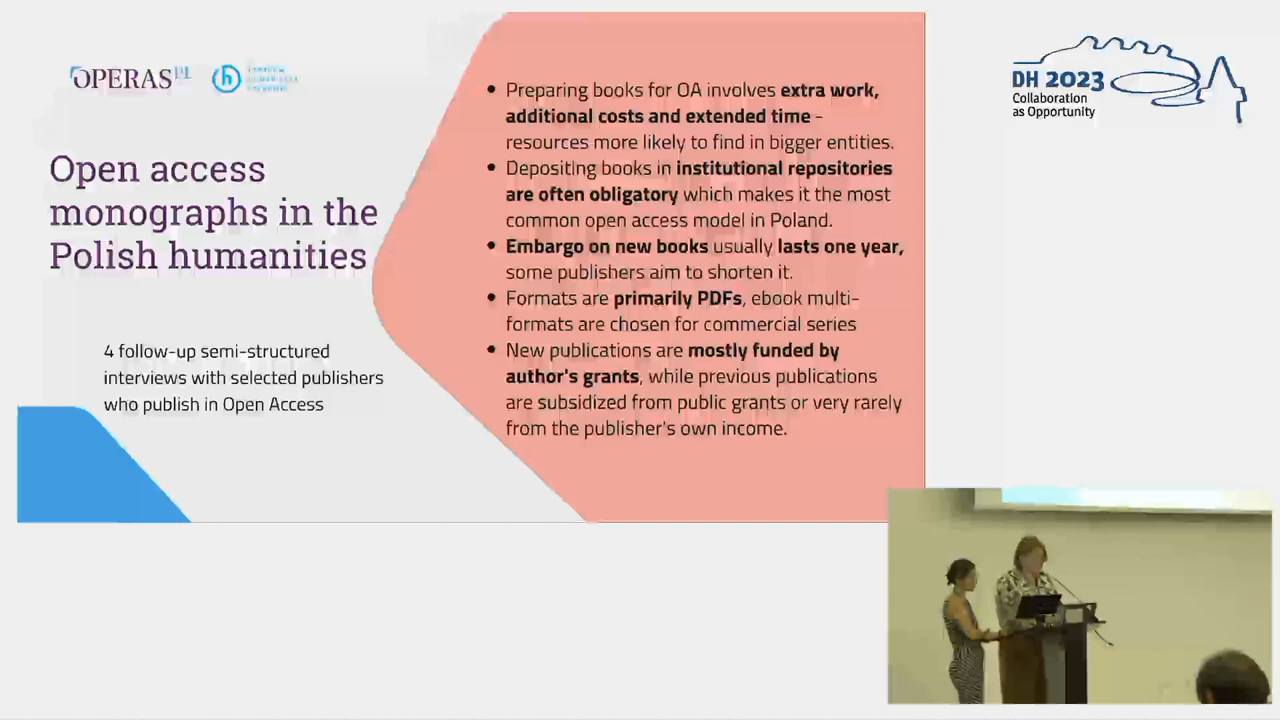 OPERAS PL
Open access
monographs in the
Polish humanities
4 follow-up semi-structured
interviews with selected publishers
who publish in Open Access
• Preparing books for OA involves extra work,
additional costs and extended time -
resources more likely to find in bigger entities.
• Depositing books in institutional repositories
are often obligatory which makes it the most
common open access model in Poland.
• Embargo on new books usually lasts one year,
some publishers aim to shorten it.
• Formats are primarily PDFs, ebook multi-
formats are chosen for commercial series
• New publications are mostly funded by
author's grants, while previous publications
are subsidized from public grants or very rarely
from the publisher's own income.
DH 2023
Collaboration
as Opportunity